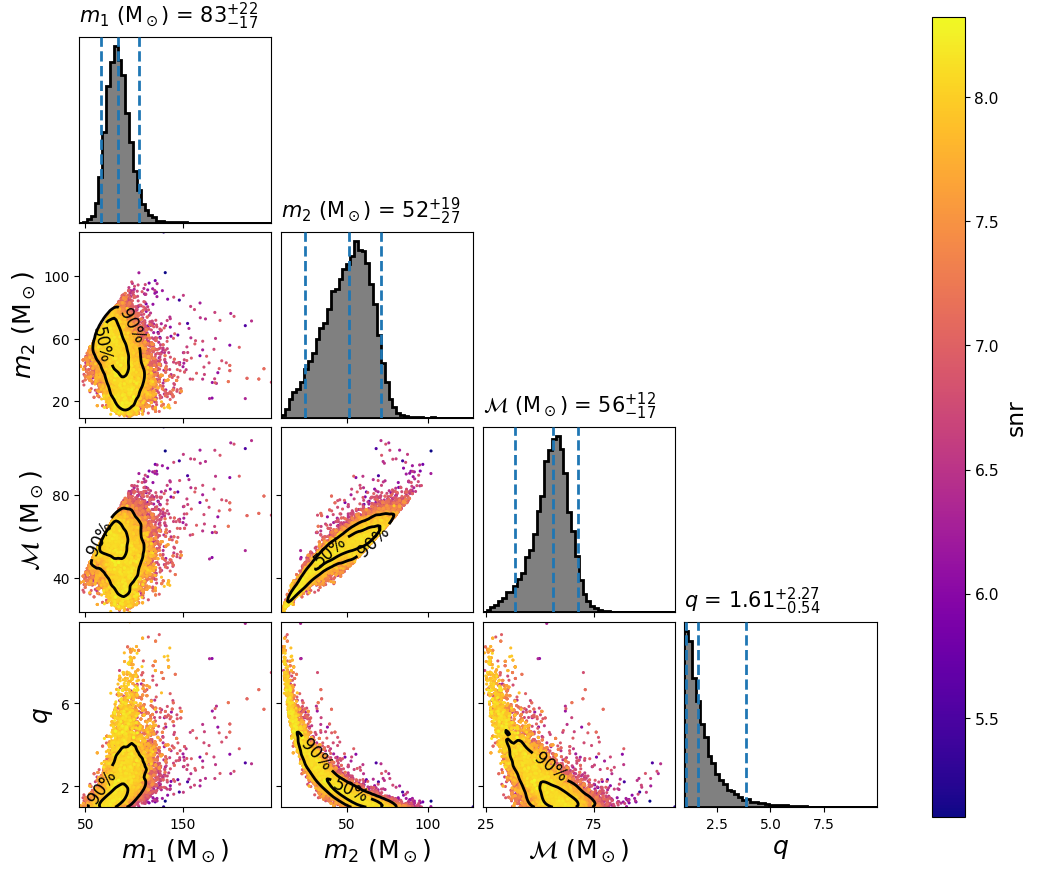 m₁ (M⊙) = 83⁺²²₋₁₇
8.0
m₂ (M⊙) = 52⁺¹⁹₋₂₇
7.5
100
60
20
m₂ (M⊙)
90%
50%
7.0
ℳ (M⊙) = 56⁺¹²₋₁₇
snr
80
40
ℳ (M⊙)
90%
50%
90%
6.5
6.0
q = 1.61⁺²·²⁷₋₀.₅₄
6
2
q
90%
90%
50%
90%
5.5
50 150
50 100
25 75
2.5 5.0 7.5
m₁ (M⊙)
m₂ (M⊙)
ℳ (M⊙)
q